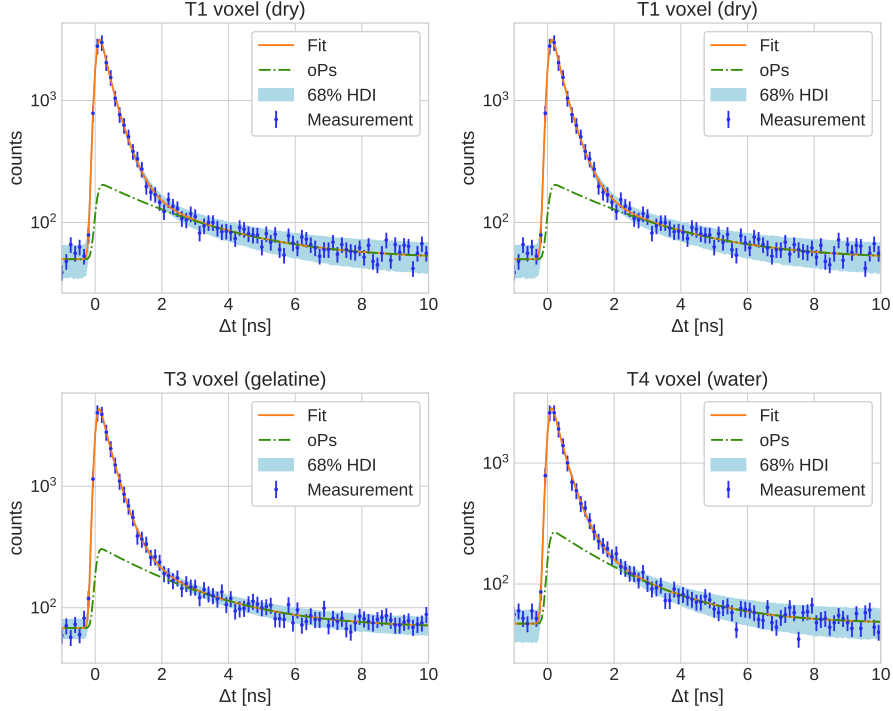 T1 voxel (dry)
counts
10³
10²
Fit
oPs
68% HDI
Measurement
0 2 4 6 8 10
Δt [ns]
T1 voxel (dry)
counts
10³
10²
Fit
oPs
68% HDI
Measurement
0 2 4 6 8 10
Δt [ns]
T3 voxel (gelatine)
counts
10³
10²
Fit
oPs
68% HDI
Measurement
0 2 4 6 8 10
Δt [ns]
T4 voxel (water)
counts
10³
10²
Fit
oPs
68% HDI
Measurement
0 2 4 6 8 10
Δt [ns]